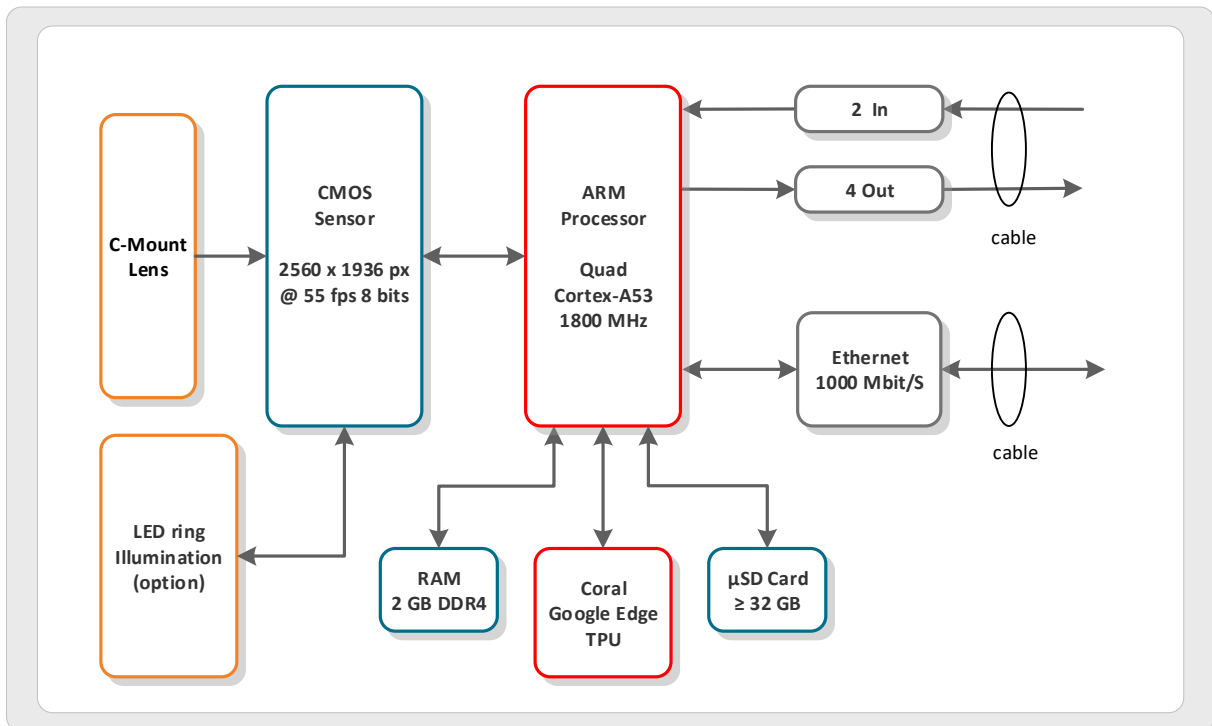 C-Mount
Lens
CMOS
Sensor
2560 x 1936 px
@ 55 fps 8 bits
ARM
Processor
Quad
Cortex-A53
1800 MHz
2 In
4 Out
cable
Ethernet
1000 Mbit/S
cable
LED ring
Illumination
(option)
RAM
2 GB DDR4
Coral
Google Edge
TPU
µSD Card
≥ 32 GB